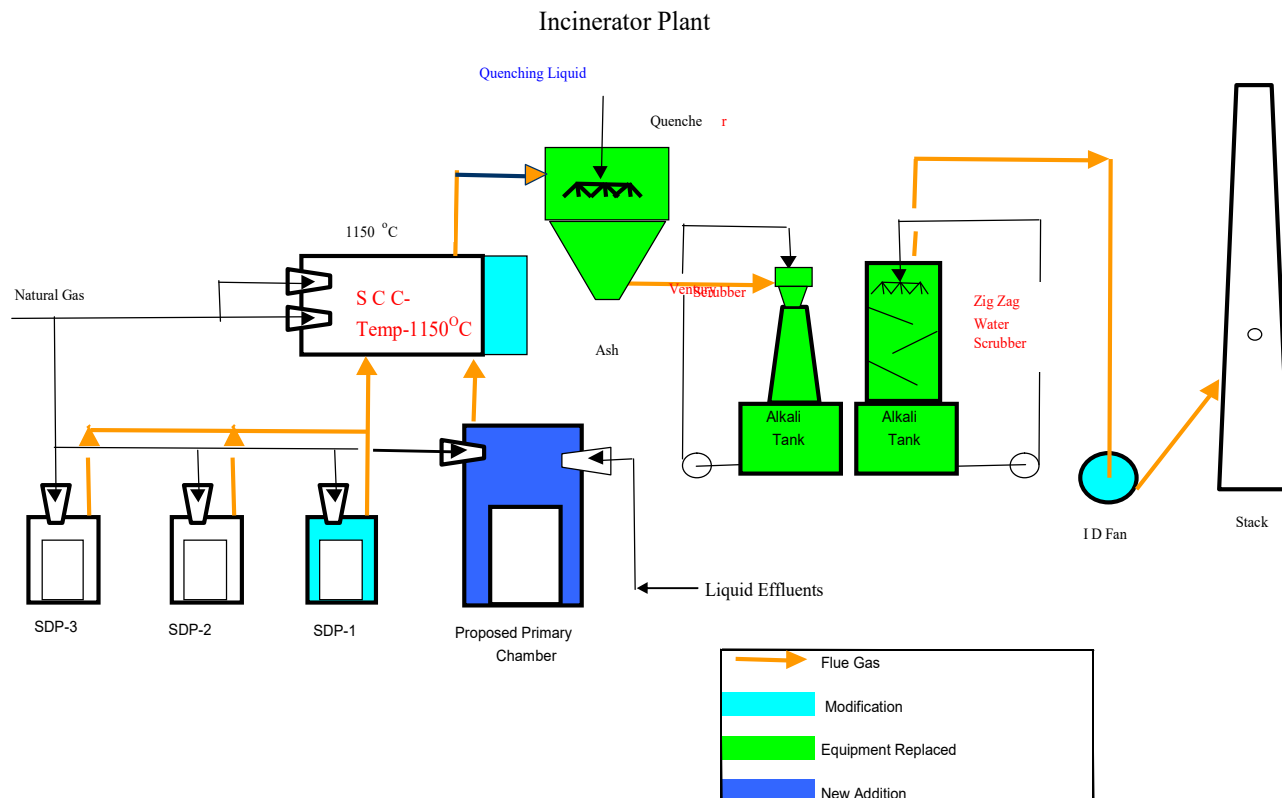 Incinerator Plant
Quenching Liquid
Quenche r
1150 °C
Natural Gas
S C C-
Temp-1150ᴼC
Venturi Scrubber
Ash
Zig Zag
Water
Scrubber
Alkali
Tank
Alkali
Tank
I D Fan
Stack
Liquid Effluents
SDP-3
SDP-2
SDP-1
Proposed Primary
Chamber
Flue Gas
Modification
Equipment Replaced
New Addition